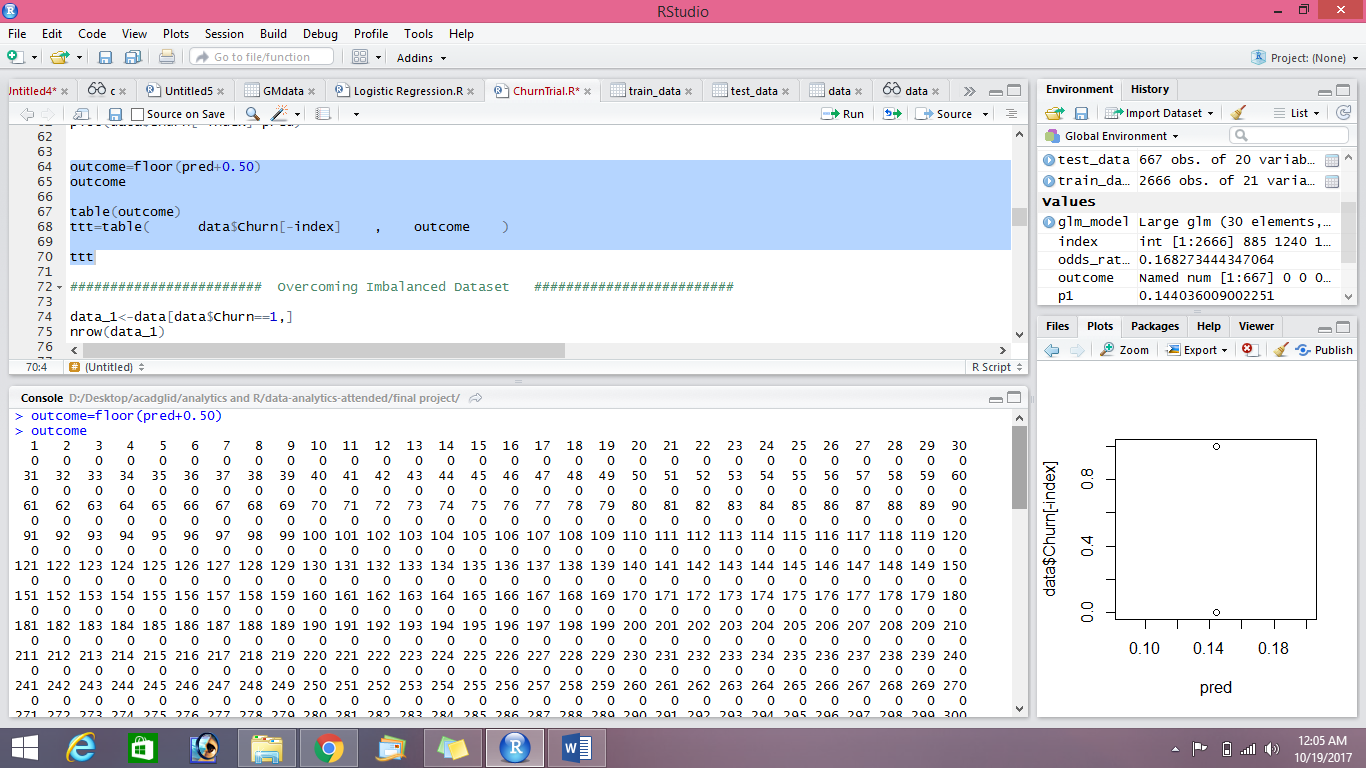 RStudio
File Edit Code View Plots Session Build Debug Profile Tools Help
Go to file/function Addins Project: (None)
Untitled4* c Untitled5 GMdata Logistic Regression.R ChurnTrial.R* train_data test_data data data
Source on Save Run Source
62
63
64 outcome=floor(pred+0.50)
65 outcome
66
67 table(outcome)
68 ttt=table( data$Churn[-index] , outcome )
69
70 ttt
71
72 ######################## Overcoming Imbalanced Dataset #########################
73
74 data_1<-data[data$Churn==1,]
75 nrow(data_1)
76
70:4 # (Untitled) R Script
Console D:/Desktop/acadglid/analytics and R/data-analytics-attended/final project/
> outcome=floor(pred+0.50)
> outcome
1 2 3 4 5 6 7 8 9 10 11 12 13 14 15 16 17 18 19 20 21 22 23 24 25 26 27 28 29 30
0 0 0 0 0 0 0 0 0 0 0 0 0 0 0 0 0 0 0 0 0 0 0 0 0 0 0 0 0 0
31 32 33 34 35 36 37 38 39 40 41 42 43 44 45 46 47 48 49 50 51 52 53 54 55 56 57 58 59 60
0 0 0 0 0 0 0 0 0 0 0 0 0 0 0 0 0 0 0 0 0 0 0 0 0 0 0 0 0 0
61 62 63 64 65 66 67 68 69 70 71 72 73 74 75 76 77 78 79 80 81 82 83 84 85 86 87 88 89 90
0 0 0 0 0 0 0 0 0 0 0 0 0 0 0 0 0 0 0 0 0 0 0 0 0 0 0 0 0 0
91 92 93 94 95 96 97 98 99 100 101 102 103 104 105 106 107 108 109 110 111 112 113 114 115 116 117 118 119 120
0 0 0 0 0 0 0 0 0 0 0 0 0 0 0 0 0 0 0 0 0 0 0 0 0 0 0 0 0 0
121 122 123 124 125 126 127 128 129 130 131 132 133 134 135 136 137 138 139 140 141 142 143 144 145 146 147 148 149 150
0 0 0 0 0 0 0 0 0 0 0 0 0 0 0 0 0 0 0 0 0 0 0 0 0 0 0 0 0 0
151 152 153 154 155 156 157 158 159 160 161 162 163 164 165 166 167 168 169 170 171 172 173 174 175 176 177 178 179 180
0 0 0 0 0 0 0 0 0 0 0 0 0 0 0 0 0 0 0 0 0 0 0 0 0 0 0 0 0 0
181 182 183 184 185 186 187 188 189 190 191 192 193 194 195 196 197 198 199 200 201 202 203 204 205 206 207 208 209 210
0 0 0 0 0 0 0 0 0 0 0 0 0 0 0 0 0 0 0 0 0 0 0 0 0 0 0 0 0 0
211 212 213 214 215 216 217 218 219 220 221 222 223 224 225 226 227 228 229 230 231 232 233 234 235 236 237 238 239 240
0 0 0 0 0 0 0 0 0 0 0 0 0 0 0 0 0 0 0 0 0 0 0 0 0 0 0 0 0 0
241 242 243 244 245 246 247 248 249 250 251 252 253 254 255 256 257 258 259 260 261 262 263 264 265 266 267 268 269 270
0 0 0 0 0 0 0 0 0 0 0 0 0 0 0 0 0 0 0 0 0 0 0 0 0 0 0 0 0 0
271 272 273 274 275 276 277 278 279 280 281 282 283 284 285 286 287 288 289 290 291 292 293 294 295 296 297 298 299 300
Environment History
Import Dataset List
Global Environment
test_data 667 obs. of 20 variab…
train_da… 2666 obs. of 21 varia…
Values
glm_model Large glm (30 elements,…
index int [1:2666] 885 1240 1…
odds_rat… 0.168273444347064
outcome Named num [1:667] 0 0 0…
p1 0.144036009002251
Files Plots Packages Help Viewer
Zoom Export Publish
data$Churn[-index]
0.8
0.4
0.0
0.10 0.14 0.18
pred
12:05 AM
10/19/2017